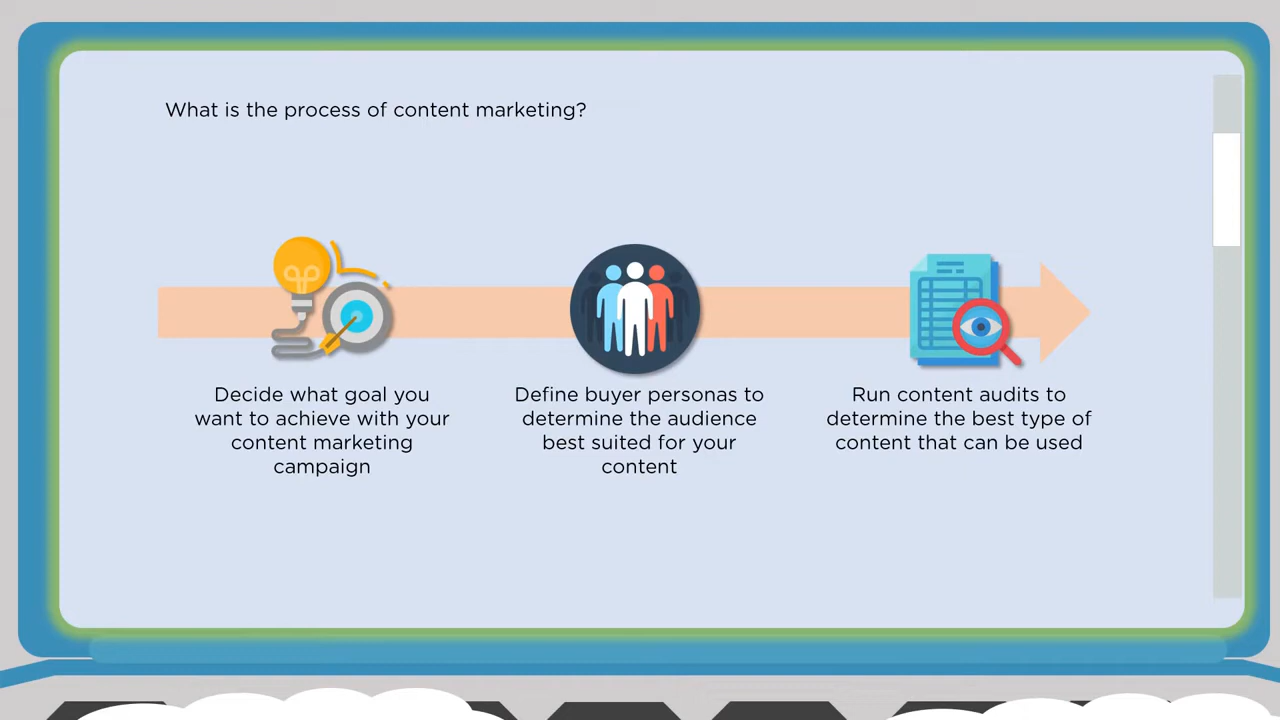 What is the process of content marketing?
Decide what goal you
want to achieve with your
content marketing
campaign
Define buyer personas to
determine the audience
best suited for your
content
Run content audits to
determine the best type of
content that can be used